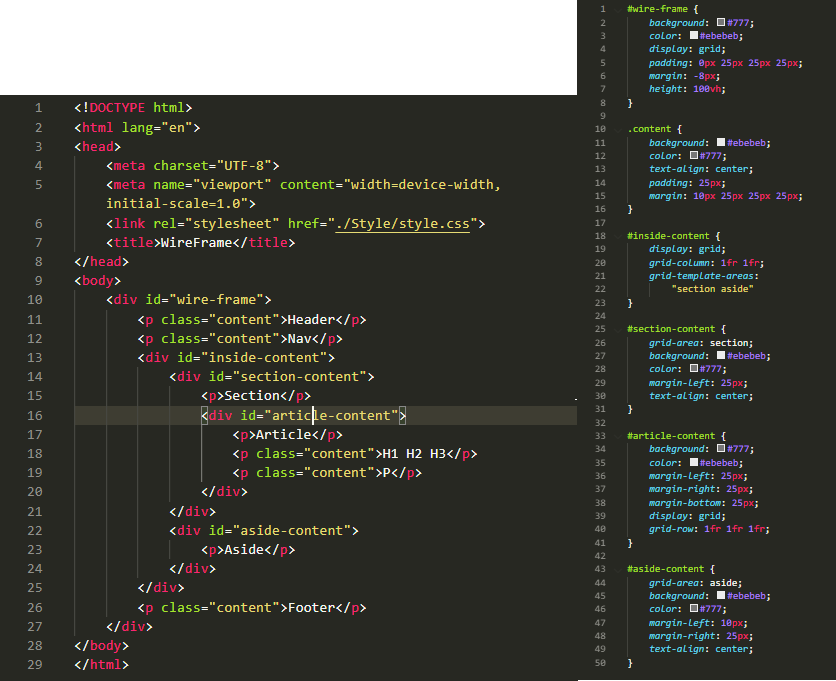 1 <!DOCTYPE html>
2 <html lang="en">
3 <head>
4     <meta charset="UTF-8">
5     <meta name="viewport" content="width=device-width,
    initial-scale=1.0">
6     <link rel="stylesheet" href="./Style/style.css">
7     <title>WireFrame</title>
8 </head>
9 <body>
10     <div id="wire-frame">
11         <p class="content">Header</p>
12         <p class="content">Nav</p>
13         <div id="inside-content">
14             <div id="section-content">
15                 <p>Section</p>
16                 <div id="article-content">
17                     <p>Article</p>
18                     <p class="content">H1 H2 H3</p>
19                     <p class="content">P</p>
20                 </div>
21             </div>
22             <div id="aside-content">
23                 <p>Aside</p>
24             </div>
25         </div>
26         <p class="content">Footer</p>
27     </div>
28 </body>
29 </html>
1 #wire-frame {
2     background: #777;
3     color: #ebebeb;
4     display: grid;
5     padding: 0px 25px 25px 25px;
6     margin: -8px;
7     height: 100vh;
8 }
9
10 .content {
11     background: #ebebeb;
12     color: #777;
13     text-align: center;
14     padding: 25px;
15     margin: 10px 25px 25px 25px;
16 }
17
18 #inside-content {
19     display: grid;
20     grid-column: 1fr 1fr;
21     grid-template-areas:
22         "section aside"
23 }
24
25 #section-content {
26     grid-area: section;
27     background: #ebebeb;
28     color: #777;
29     margin-left: 25px;
30     text-align: center;
31 }
32
33 #article-content {
34     background: #777;
35     color: #ebebeb;
36     margin-left: 25px;
37     margin-right: 25px;
38     margin-bottom: 25px;
39     display: grid;
40     grid-row: 1fr 1fr 1fr;
41 }
42
43 #aside-content {
44     grid-area: aside;
45     background: #ebebeb;
46     color: #777;
47     margin-left: 10px;
48     margin-right: 25px;
49     text-align: center;
50 }